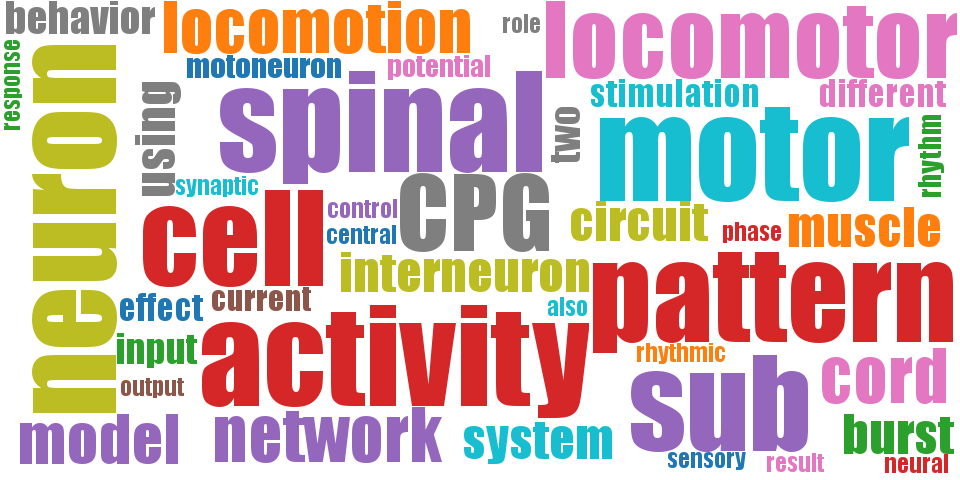 behavior
locomotion
role
locomotor
response
neuron
motoneuron
potential
using
spinal
stimulation
different
two
motor
rhythm
synaptic
cell
control
central
CPG
circuit
phase
muscle
interneuron
pattern
effect
current
also
input
activity
rhythmic
output
sub
cord
model
network
system
burst
sensory
result
neural